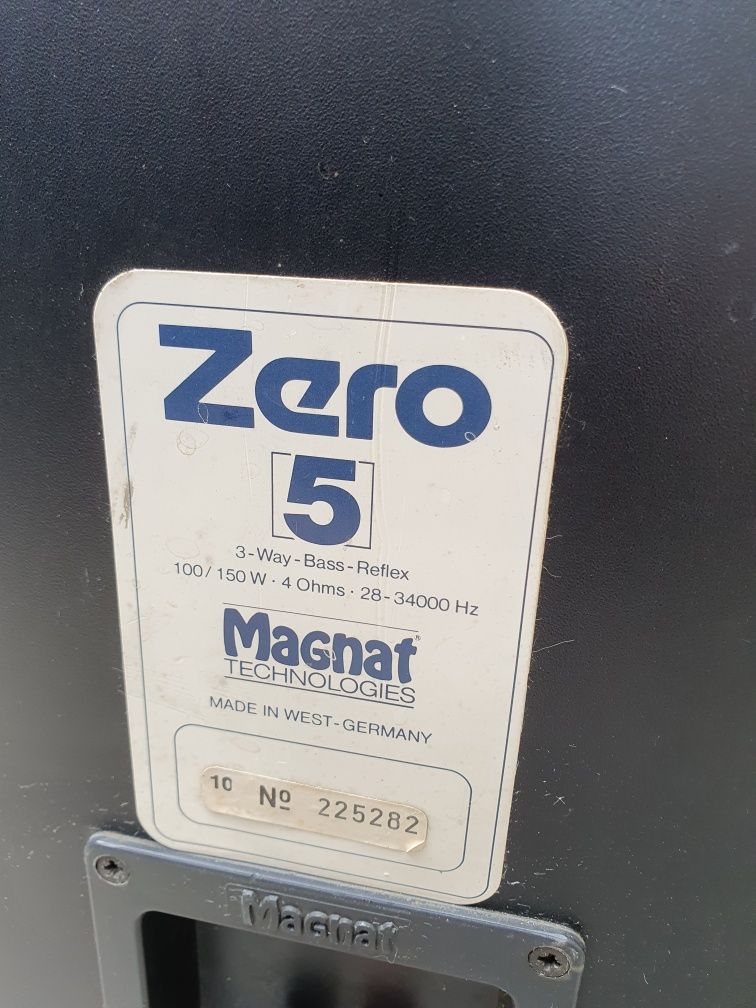 Zero
[5]
3-Way-Bass-Reflex
100/150 W · 4 Ohms · 28-34000 Hz
Magnat®
TECHNOLOGIES
MADE IN WEST-GERMANY
10 Nº 225282
Magnat